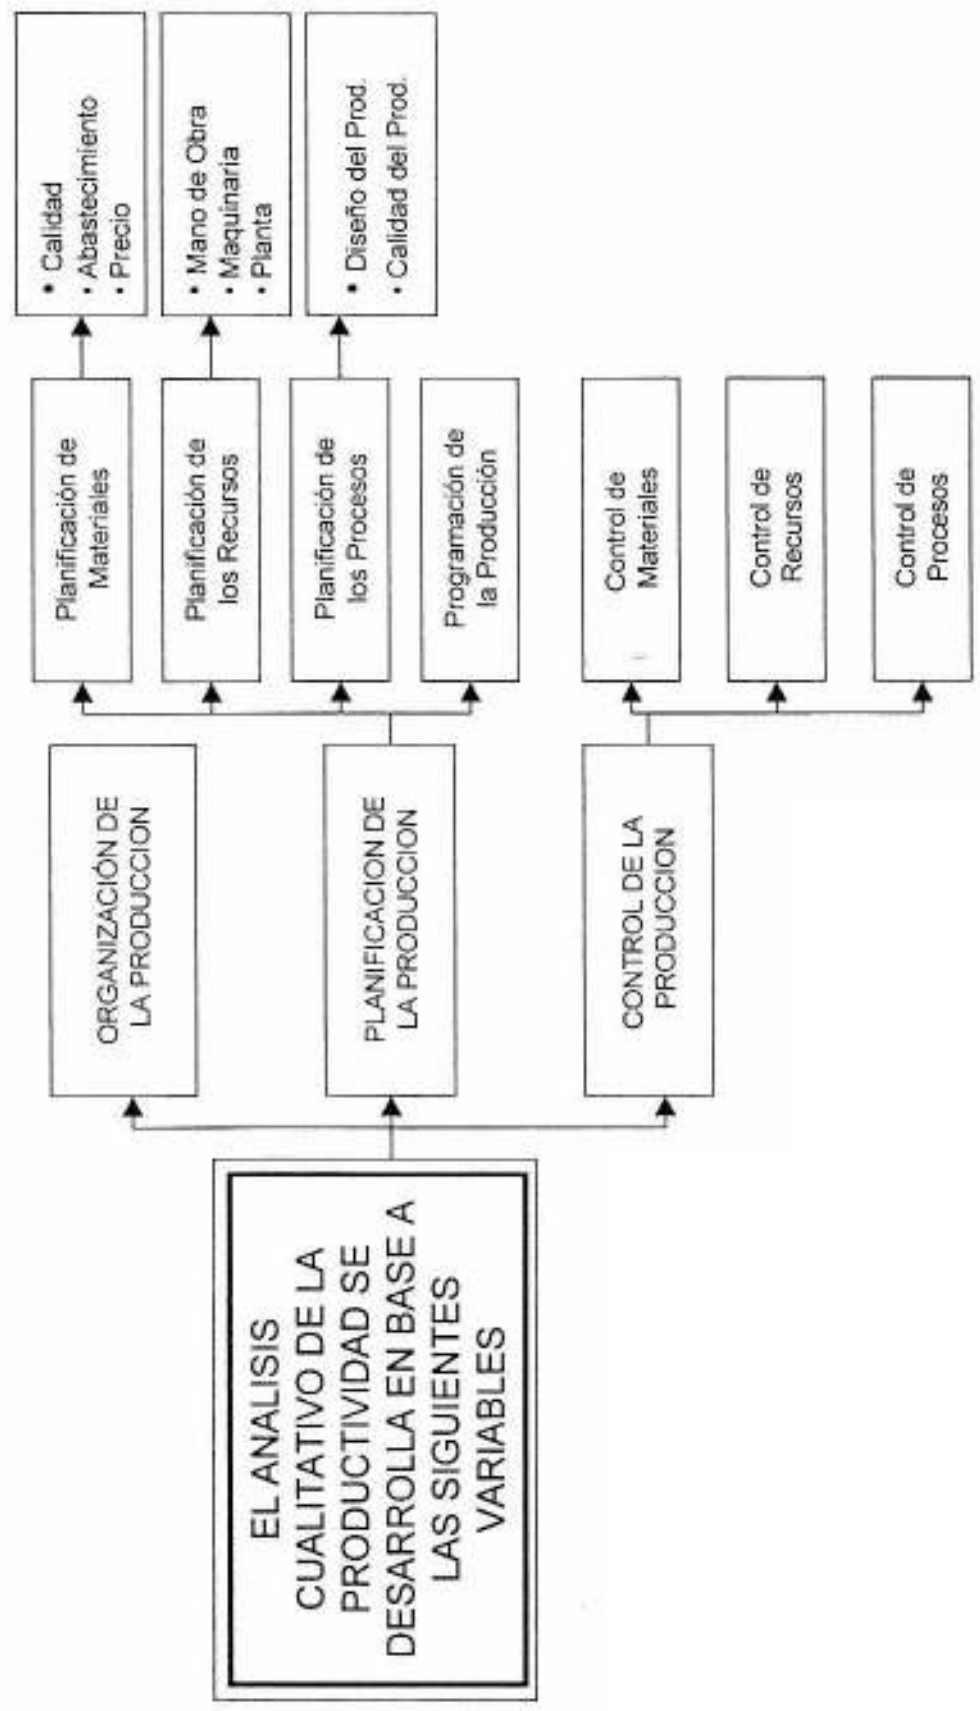 EL ANALISIS
CUALITATIVO DE LA
PRODUCTIVIDAD SE
DESARROLLA EN BASE A
LAS SIGUIENTES
VARIABLES
ORGANIZACIÓN DE
LA PRODUCCION
PLANIFICACION DE
LA PRODUCCION
CONTROL DE LA
PRODUCCION
Planificación de
Materiales
Planificación de
los Recursos
Planificación de
los Procesos
Programación de
la Producción
Control de
Materiales
Control de
Recursos
Control de
Procesos
• Calidad
• Abastecimiento
• Precio
• Mano de Obra
• Maquinaria
• Planta
• Diseño del Prod.
• Calidad del Prod.